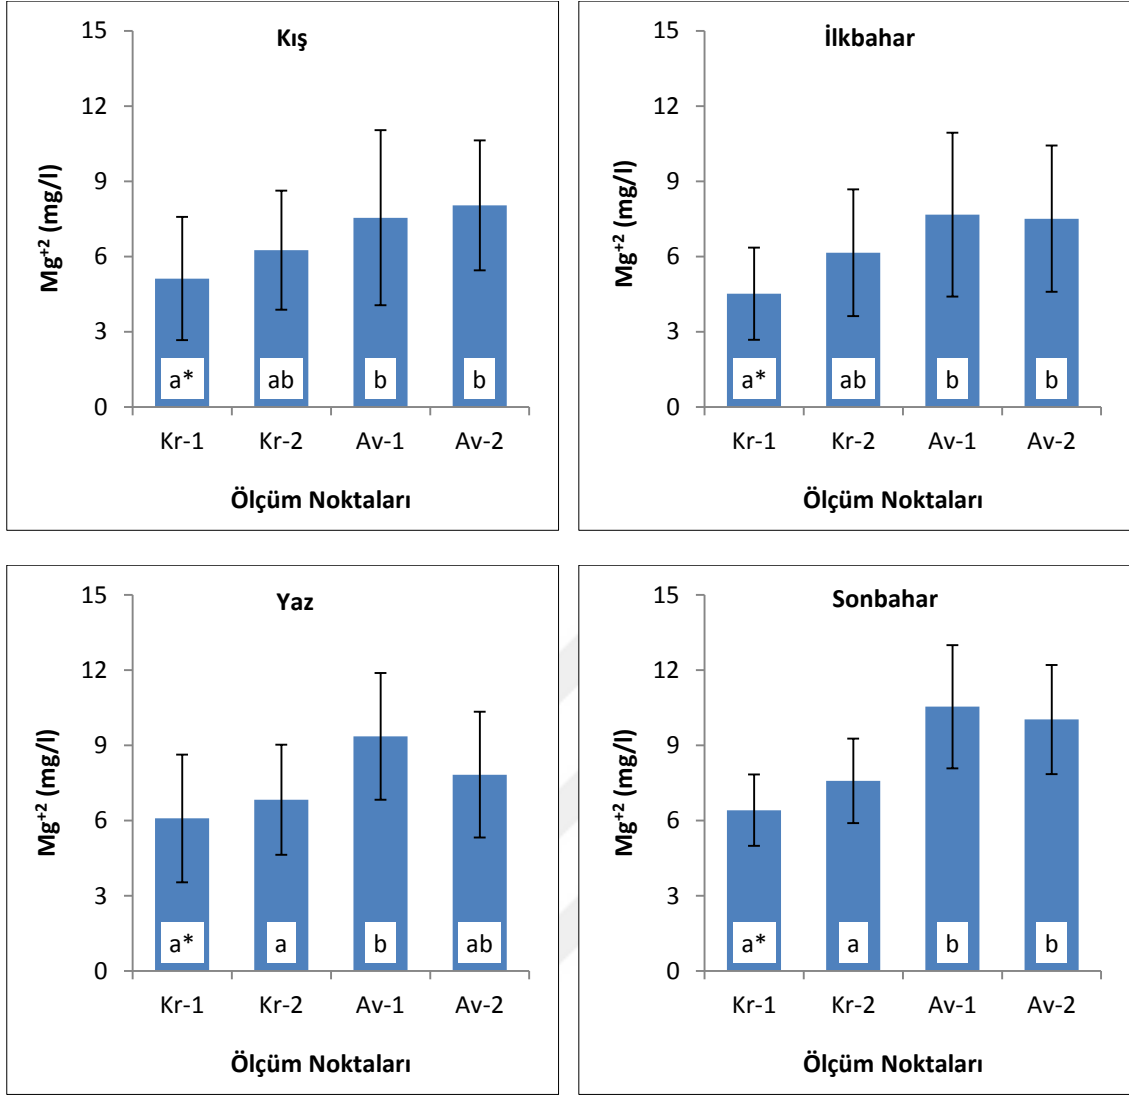 Kış
15
12
9
6
3
0
Mg⁺² (mg/l)
a* ab b b
Kr-1 Kr-2 Av-1 Av-2
Ölçüm Noktaları
İlkbahar
15
12
9
6
3
0
Mg⁺² (mg/l)
a* ab b b
Kr-1 Kr-2 Av-1 Av-2
Ölçüm Noktaları
Yaz
15
12
9
6
3
0
Mg⁺² (mg/l)
a* a b ab
Kr-1 Kr-2 Av-1 Av-2
Ölçüm Noktaları
Sonbahar
15
12
9
6
3
0
Mg⁺² (mg/l)
a* a b b
Kr-1 Kr-2 Av-1 Av-2
Ölçüm Noktaları